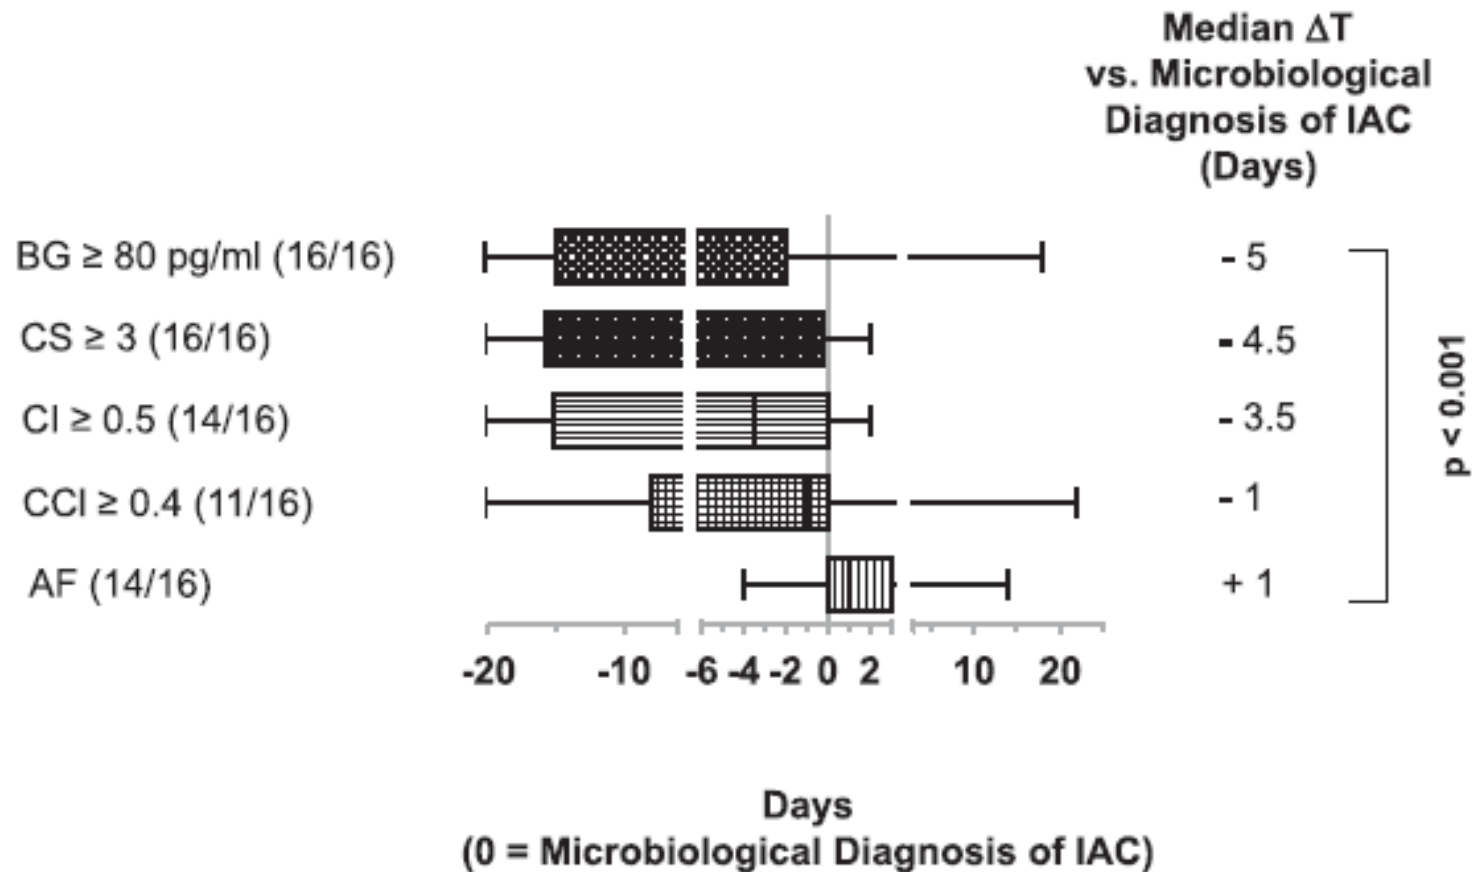 Median ΔT
vs. Microbiological
Diagnosis of IAC
(Days)
BG ≥ 80 pg/ml (16/16)
- 5
CS ≥ 3 (16/16)
- 4.5
CI ≥ 0.5 (14/16)
- 3.5
CCI ≥ 0.4 (11/16)
- 1
AF (14/16)
+ 1
p < 0.001
-20 -10 -6 -4 -2 0 2 10 20
Days
(0 = Microbiological Diagnosis of IAC)